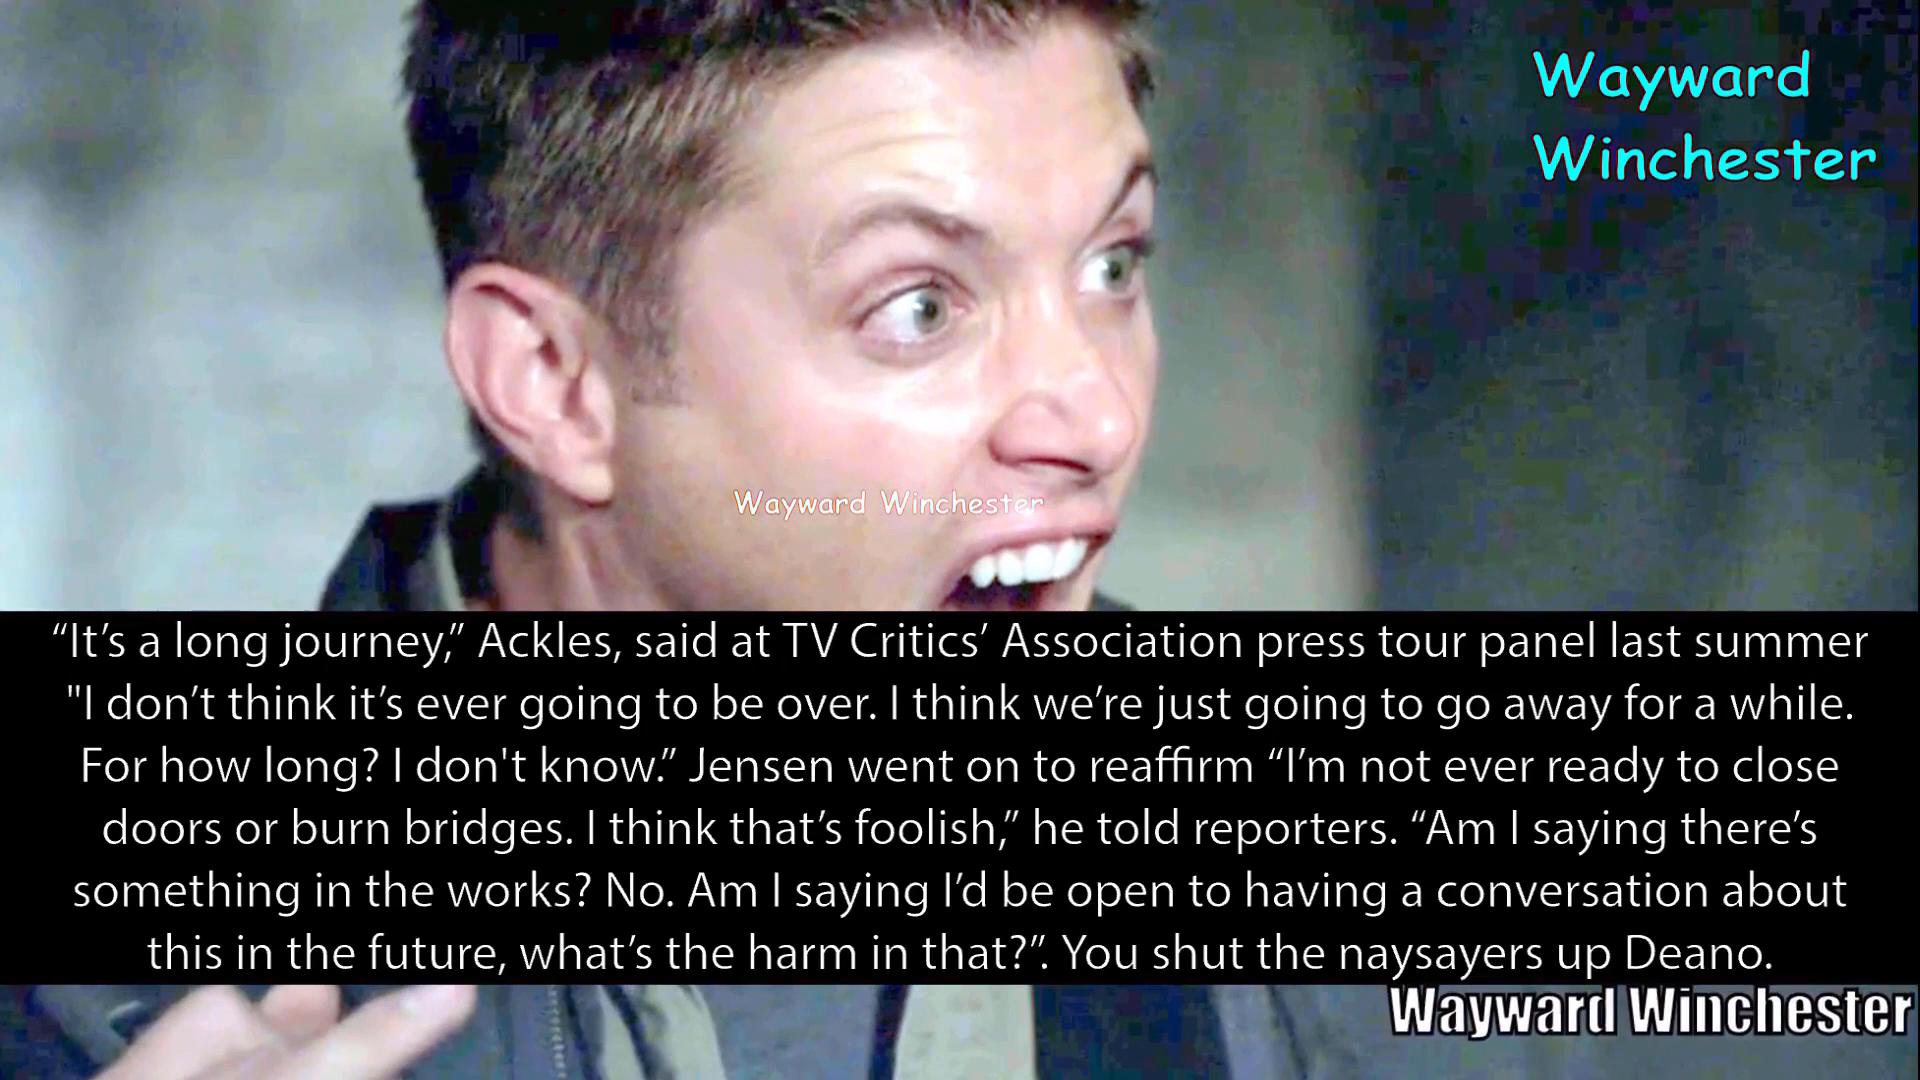 Wayward
Winchester
Wayward Winchester
“It’s a long journey,” Ackles, said at TV Critics’ Association press tour panel last summer
"I don’t think it’s ever going to be over. I think we’re just going to go away for a while.
For how long? I don't know.” Jensen went on to reaffirm “I’m not ever ready to close
doors or burn bridges. I think that’s foolish,” he told reporters. “Am I saying there’s
something in the works? No. Am I saying I’d be open to having a conversation about
this in the future, what’s the harm in that?”. You shut the naysayers up Deano.
Wayward Winchester